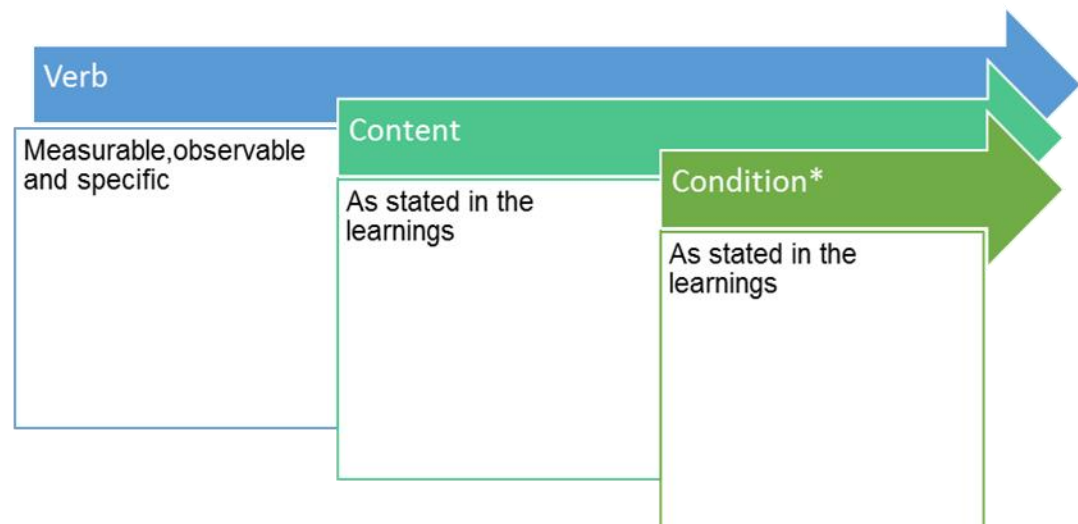 Verb
Measurable,observable
and specific
Content
As stated in the
learnings
Condition*
As stated in the
learnings